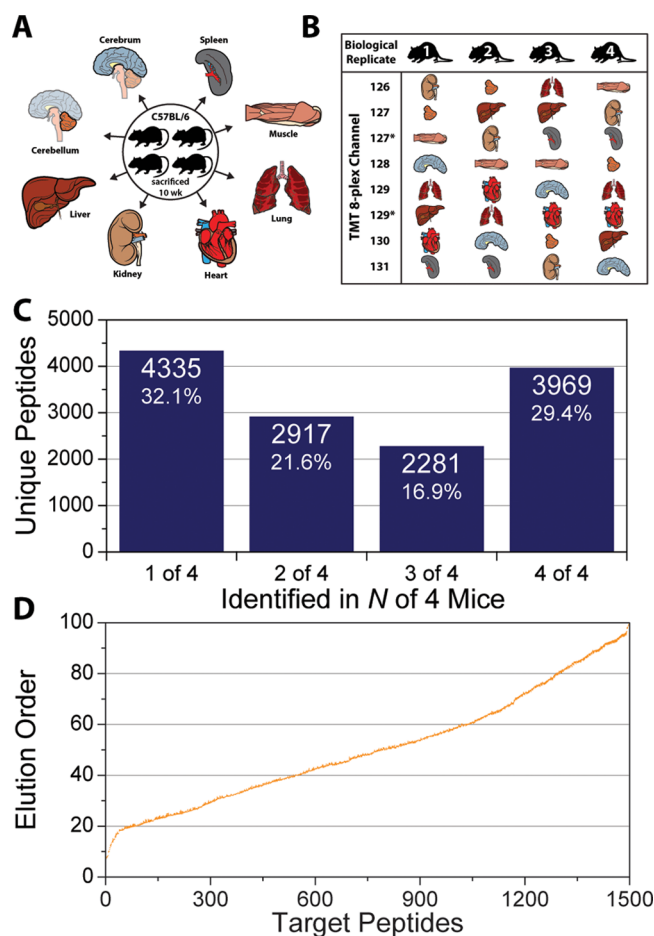 A
Cerebrum
Spleen
C57BL/6
Muscle
Cerebellum
sacrificed
10 wk
Liver
Lung
Kidney
Heart
B
Biological
Replicate
1 2 3 4
TMT 8-plex Channel
126
127
127*
128
129
129*
130
131
C
Unique Peptides
5000
4000
3000
2000
1000
0
4335
32.1%
2917
21.6%
2281
16.9%
3969
29.4%
1 of 4 2 of 4 3 of 4 4 of 4
Identified in N of 4 Mice
D
Elution Order
100
80
60
40
20
0
0 300 600 900 1200 1500
Target Peptides